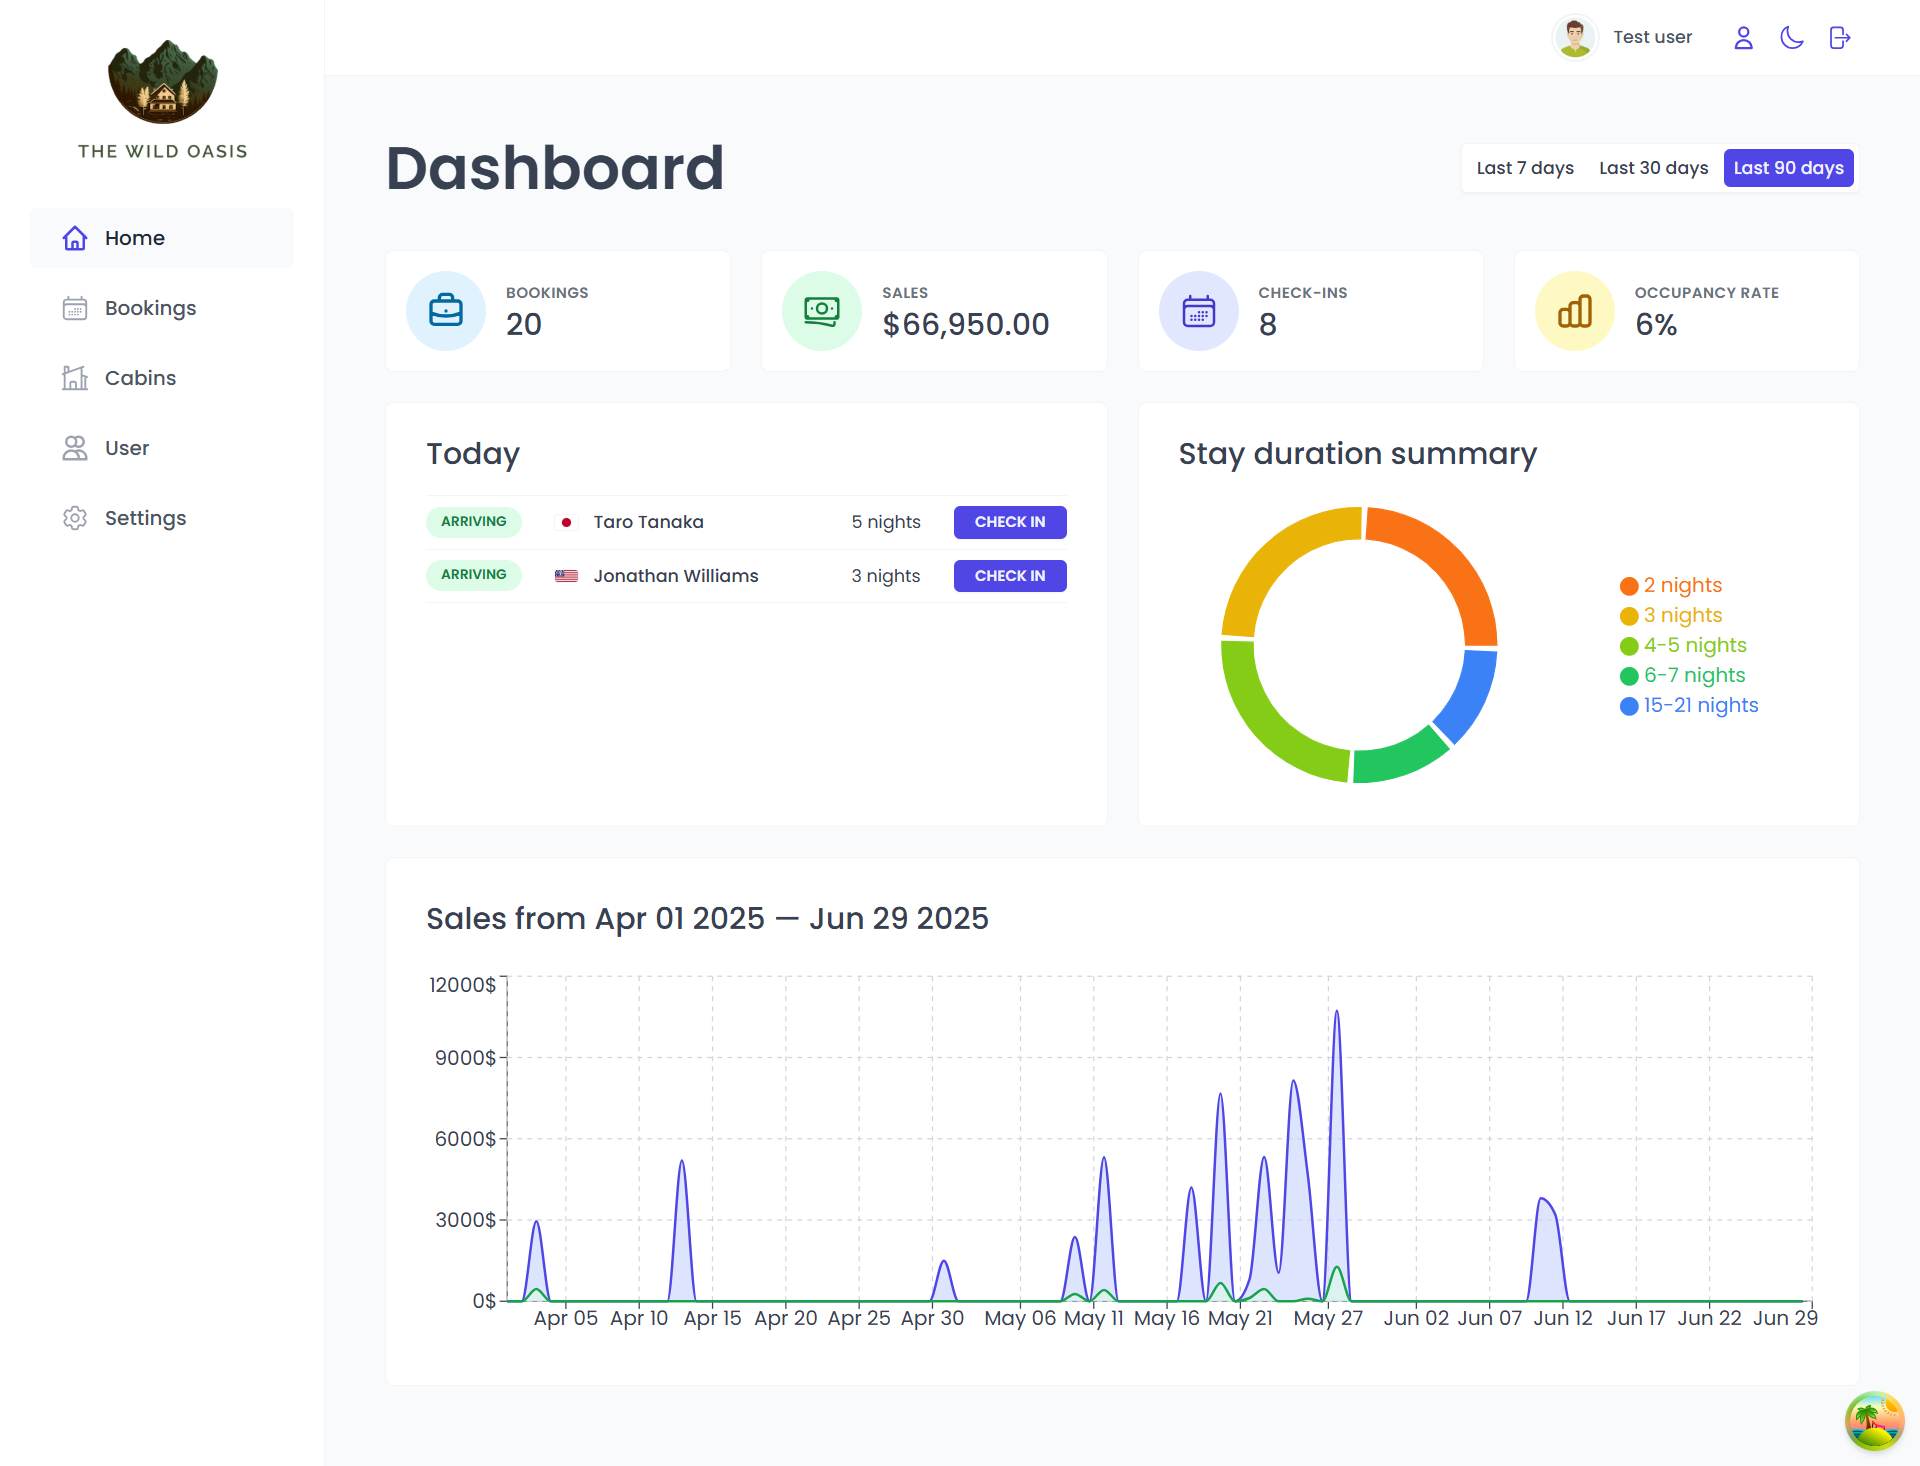 THE WILD OASIS
Test user
Home
Bookings
Cabins
User
Settings
Dashboard
Last 7 days Last 30 days Last 90 days
BOOKINGS
20
SALES
$66,950.00
CHECK-INS
8
OCCUPANCY RATE
6%
Today
ARRIVING Taro Tanaka 5 nights CHECK IN
ARRIVING Jonathan Williams 3 nights CHECK IN
Stay duration summary
2 nights
3 nights
4-5 nights
6-7 nights
15-21 nights
Sales from Apr 01 2025 — Jun 29 2025
12000$
9000$
6000$
3000$
0$
Apr 05 Apr 10 Apr 15 Apr 20 Apr 25 Apr 30 May 06 May 11 May 16 May 21 May 27 Jun 02 Jun 07 Jun 12 Jun 17 Jun 22 Jun 29